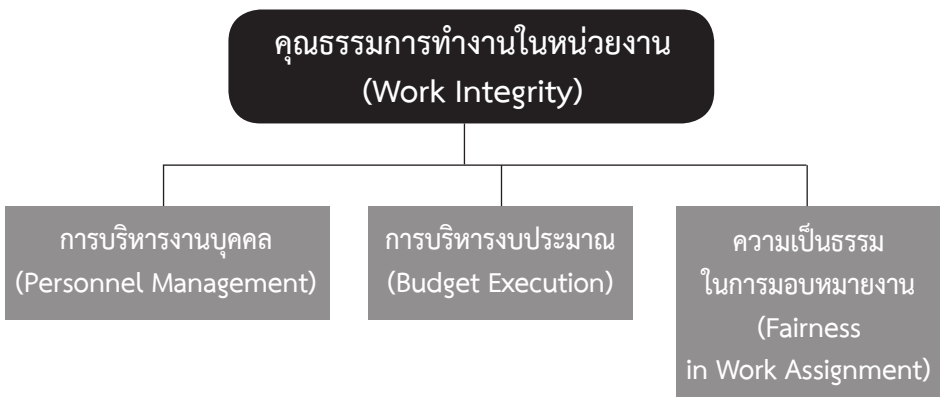 คุณธรรมการทำงานในหน่วยงาน
(Work Integrity)
การบริหารงานบุคคล
(Personnel Management)
การบริหารงบประมาณ
(Budget Execution)
ความเป็นธรรม
ในการมอบหมายงาน
(Fairness
in Work Assignment)